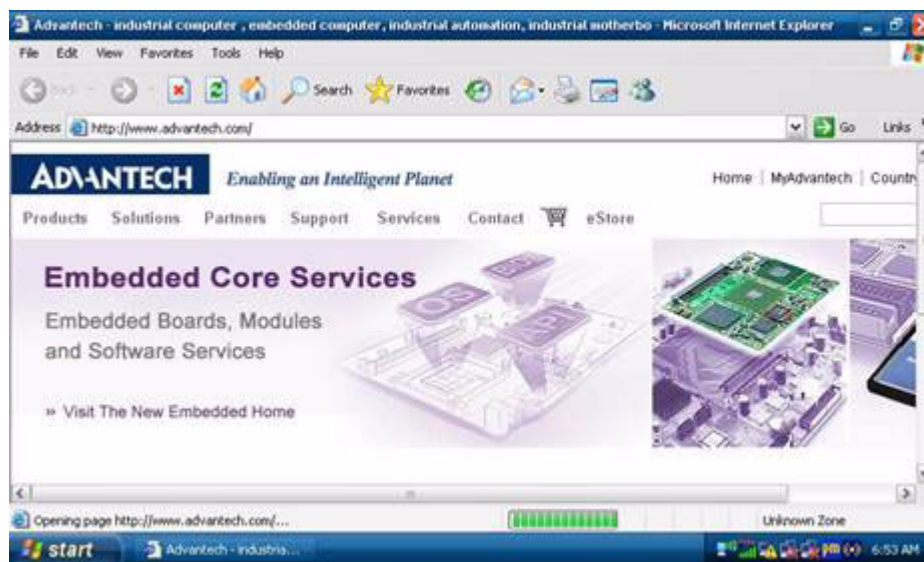 Advantech - industrial computer , embedded computer, industrial automation, industrial motherbo - Microsoft Internet Explorer
File Edit View Favorites Tools Help
Search Favorites
Address http://www.advantech.com/ Go Links
ADVANTECH Enabling an Intelligent Planet Home | MyAdvantech | Countr
Products Solutions Partners Support Services Contact eStore
Embedded Core Services
Embedded Boards, Modules
and Software Services
» Visit The New Embedded Home
OS
API
Opening page http://www.advantech.com/... Unknown Zone
start Advantech - industria... 6:53 AM